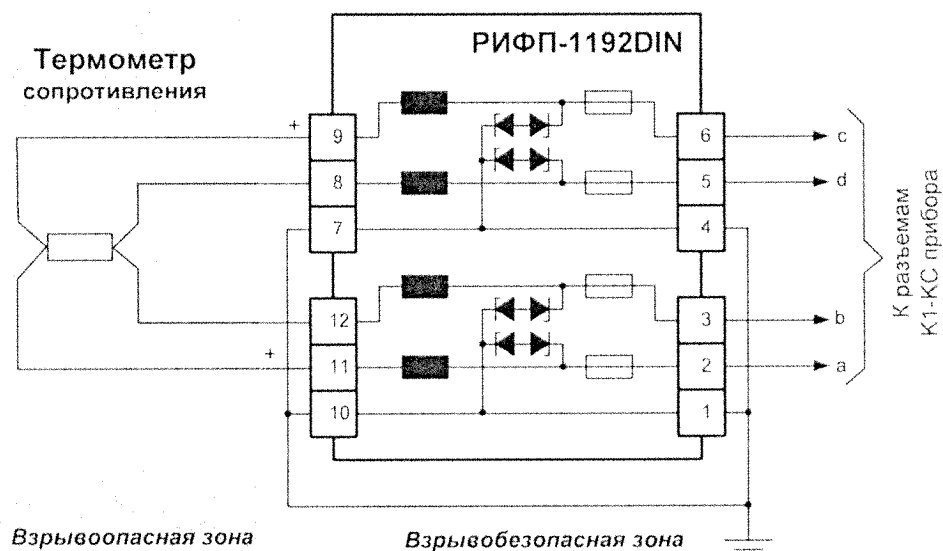 РИФП-1192DIN
Термометр
сопротивления
+
9
8
7
6
5
4
c
d
12
11
10
+
3
2
1
b
a
К разъемам
К1-КС прибора
Взрывоопасная зона
Взрывобезопасная зона